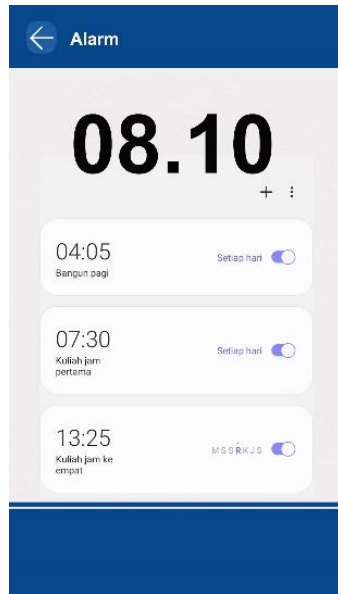 Alarm
08.10
+
04:05
Setiap hari
Bangun pagi
07:30
Setiap hari
Kuliah jam
pertama
13:25
M S S R K J S
Kuliah jam ke
empat